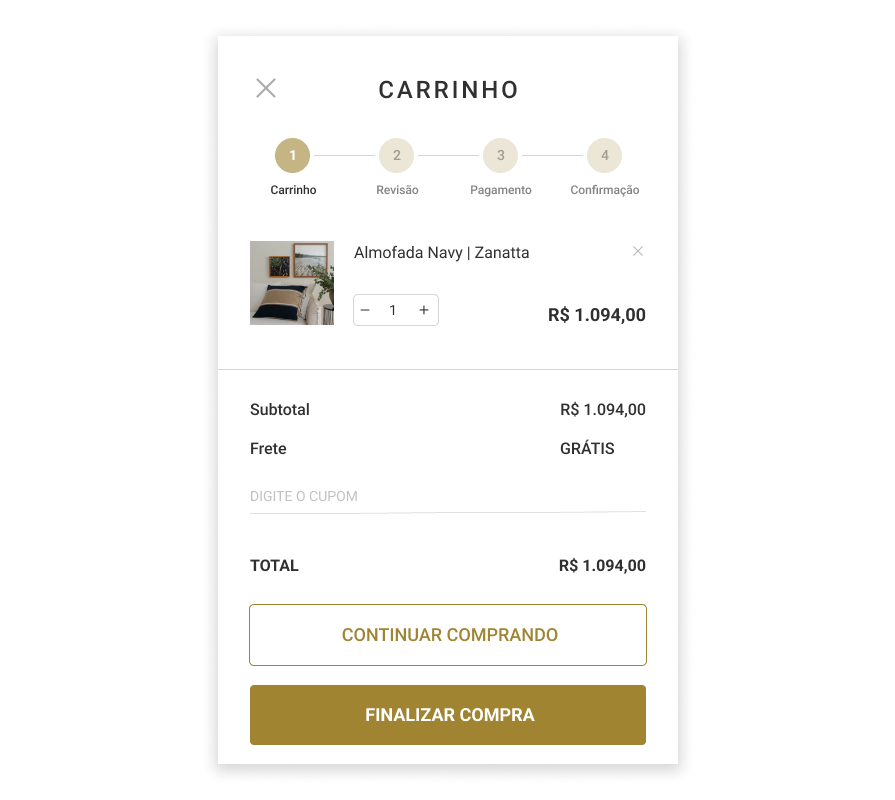 CARRINHO
1 2 3 4
Carrinho Revisão Pagamento Confirmação
Almofada Navy | Zanatta
− 1 +
R$ 1.094,00
Subtotal R$ 1.094,00
Frete GRÁTIS
DIGITE O CUPOM
TOTAL R$ 1.094,00
CONTINUAR COMPRANDO
FINALIZAR COMPRA